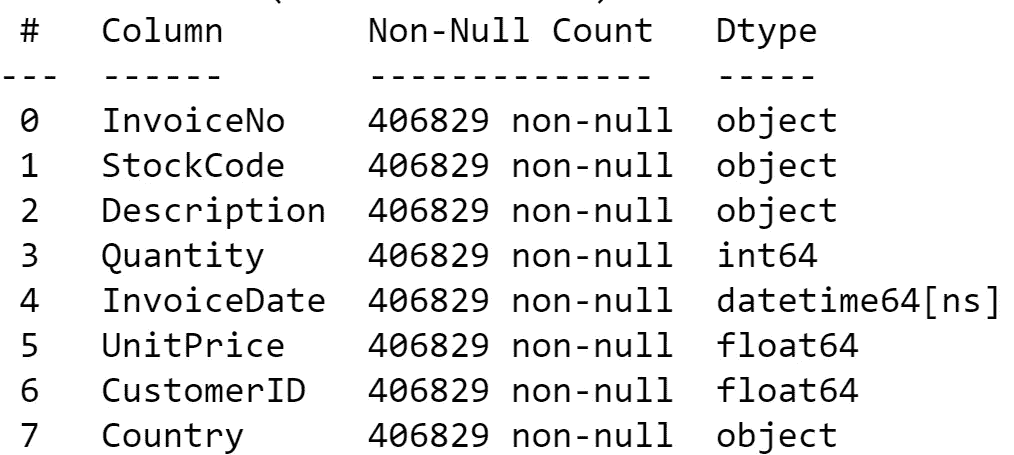 #   Column       Non-Null Count   Dtype
---  ------       --------------   -----
0   InvoiceNo    406829 non-null  object
1   StockCode    406829 non-null  object
2   Description  406829 non-null  object
3   Quantity     406829 non-null  int64
4   InvoiceDate  406829 non-null  datetime64[ns]
5   UnitPrice    406829 non-null  float64
6   CustomerID   406829 non-null  float64
7   Country      406829 non-null  object